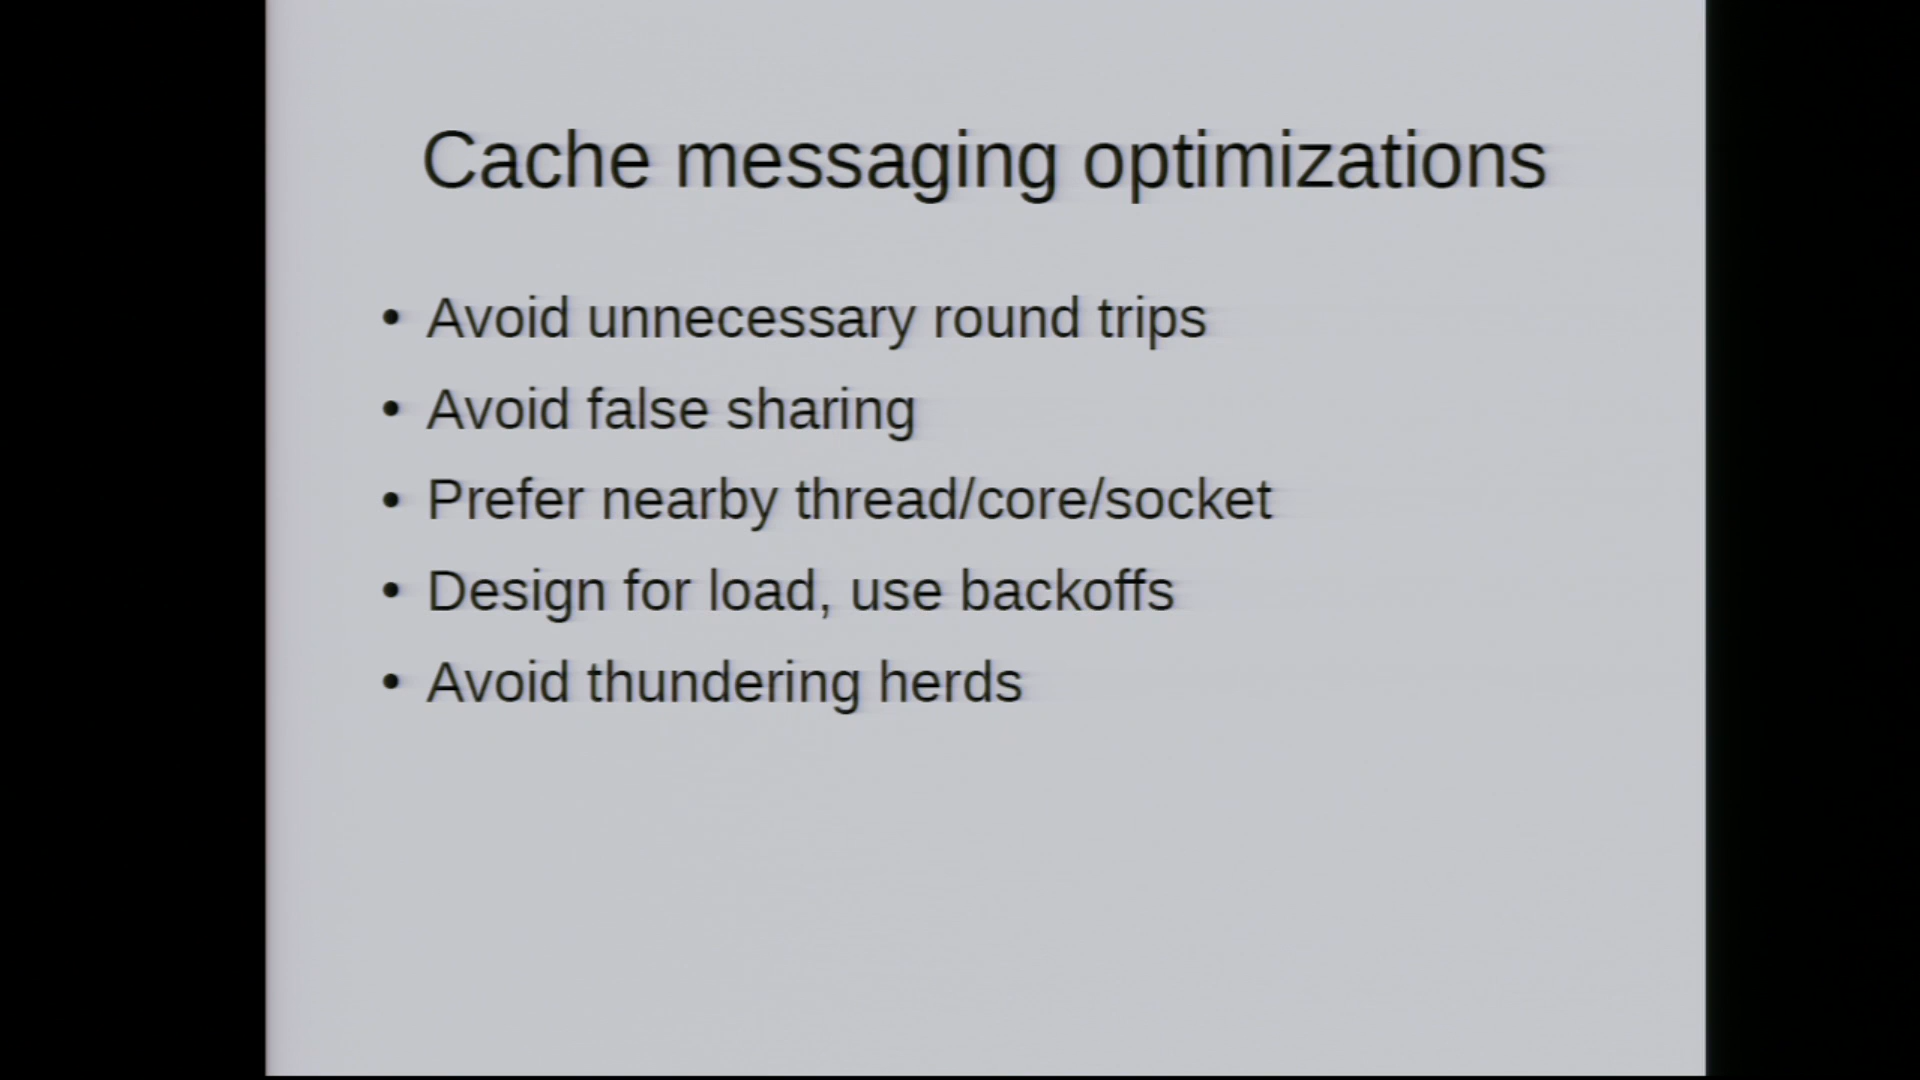 Cache messaging optimizations
• Avoid unnecessary round trips
• Avoid false sharing
• Prefer nearby thread/core/socket
• Design for load, use backoffs
• Avoid thundering herds